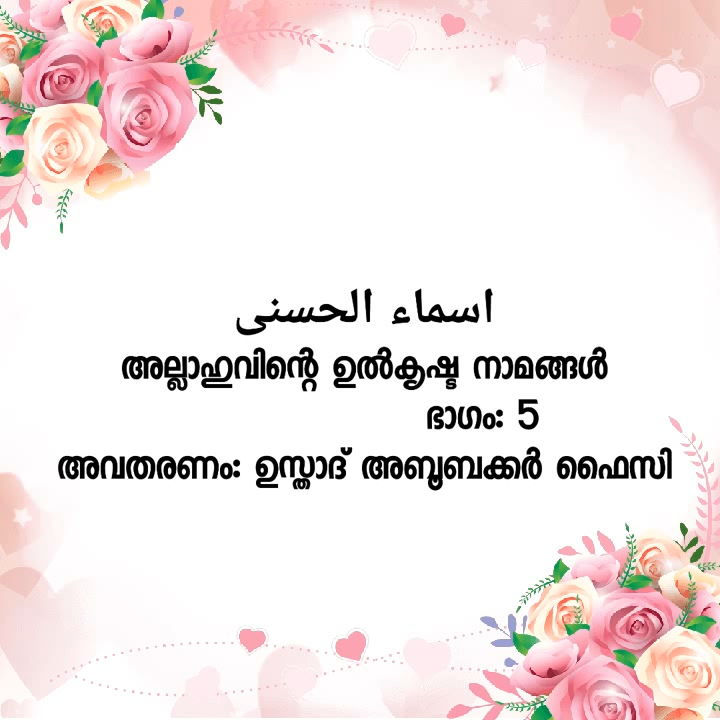 اسماء الحسنى
അല്ലാഹുവിന്റെ ഉൽകൃഷ്ട നാമങ്ങൾ
ഭാഗം: 5
അവതരണം: ഉസ്താദ് അബൂബക്കർ ഫൈസി